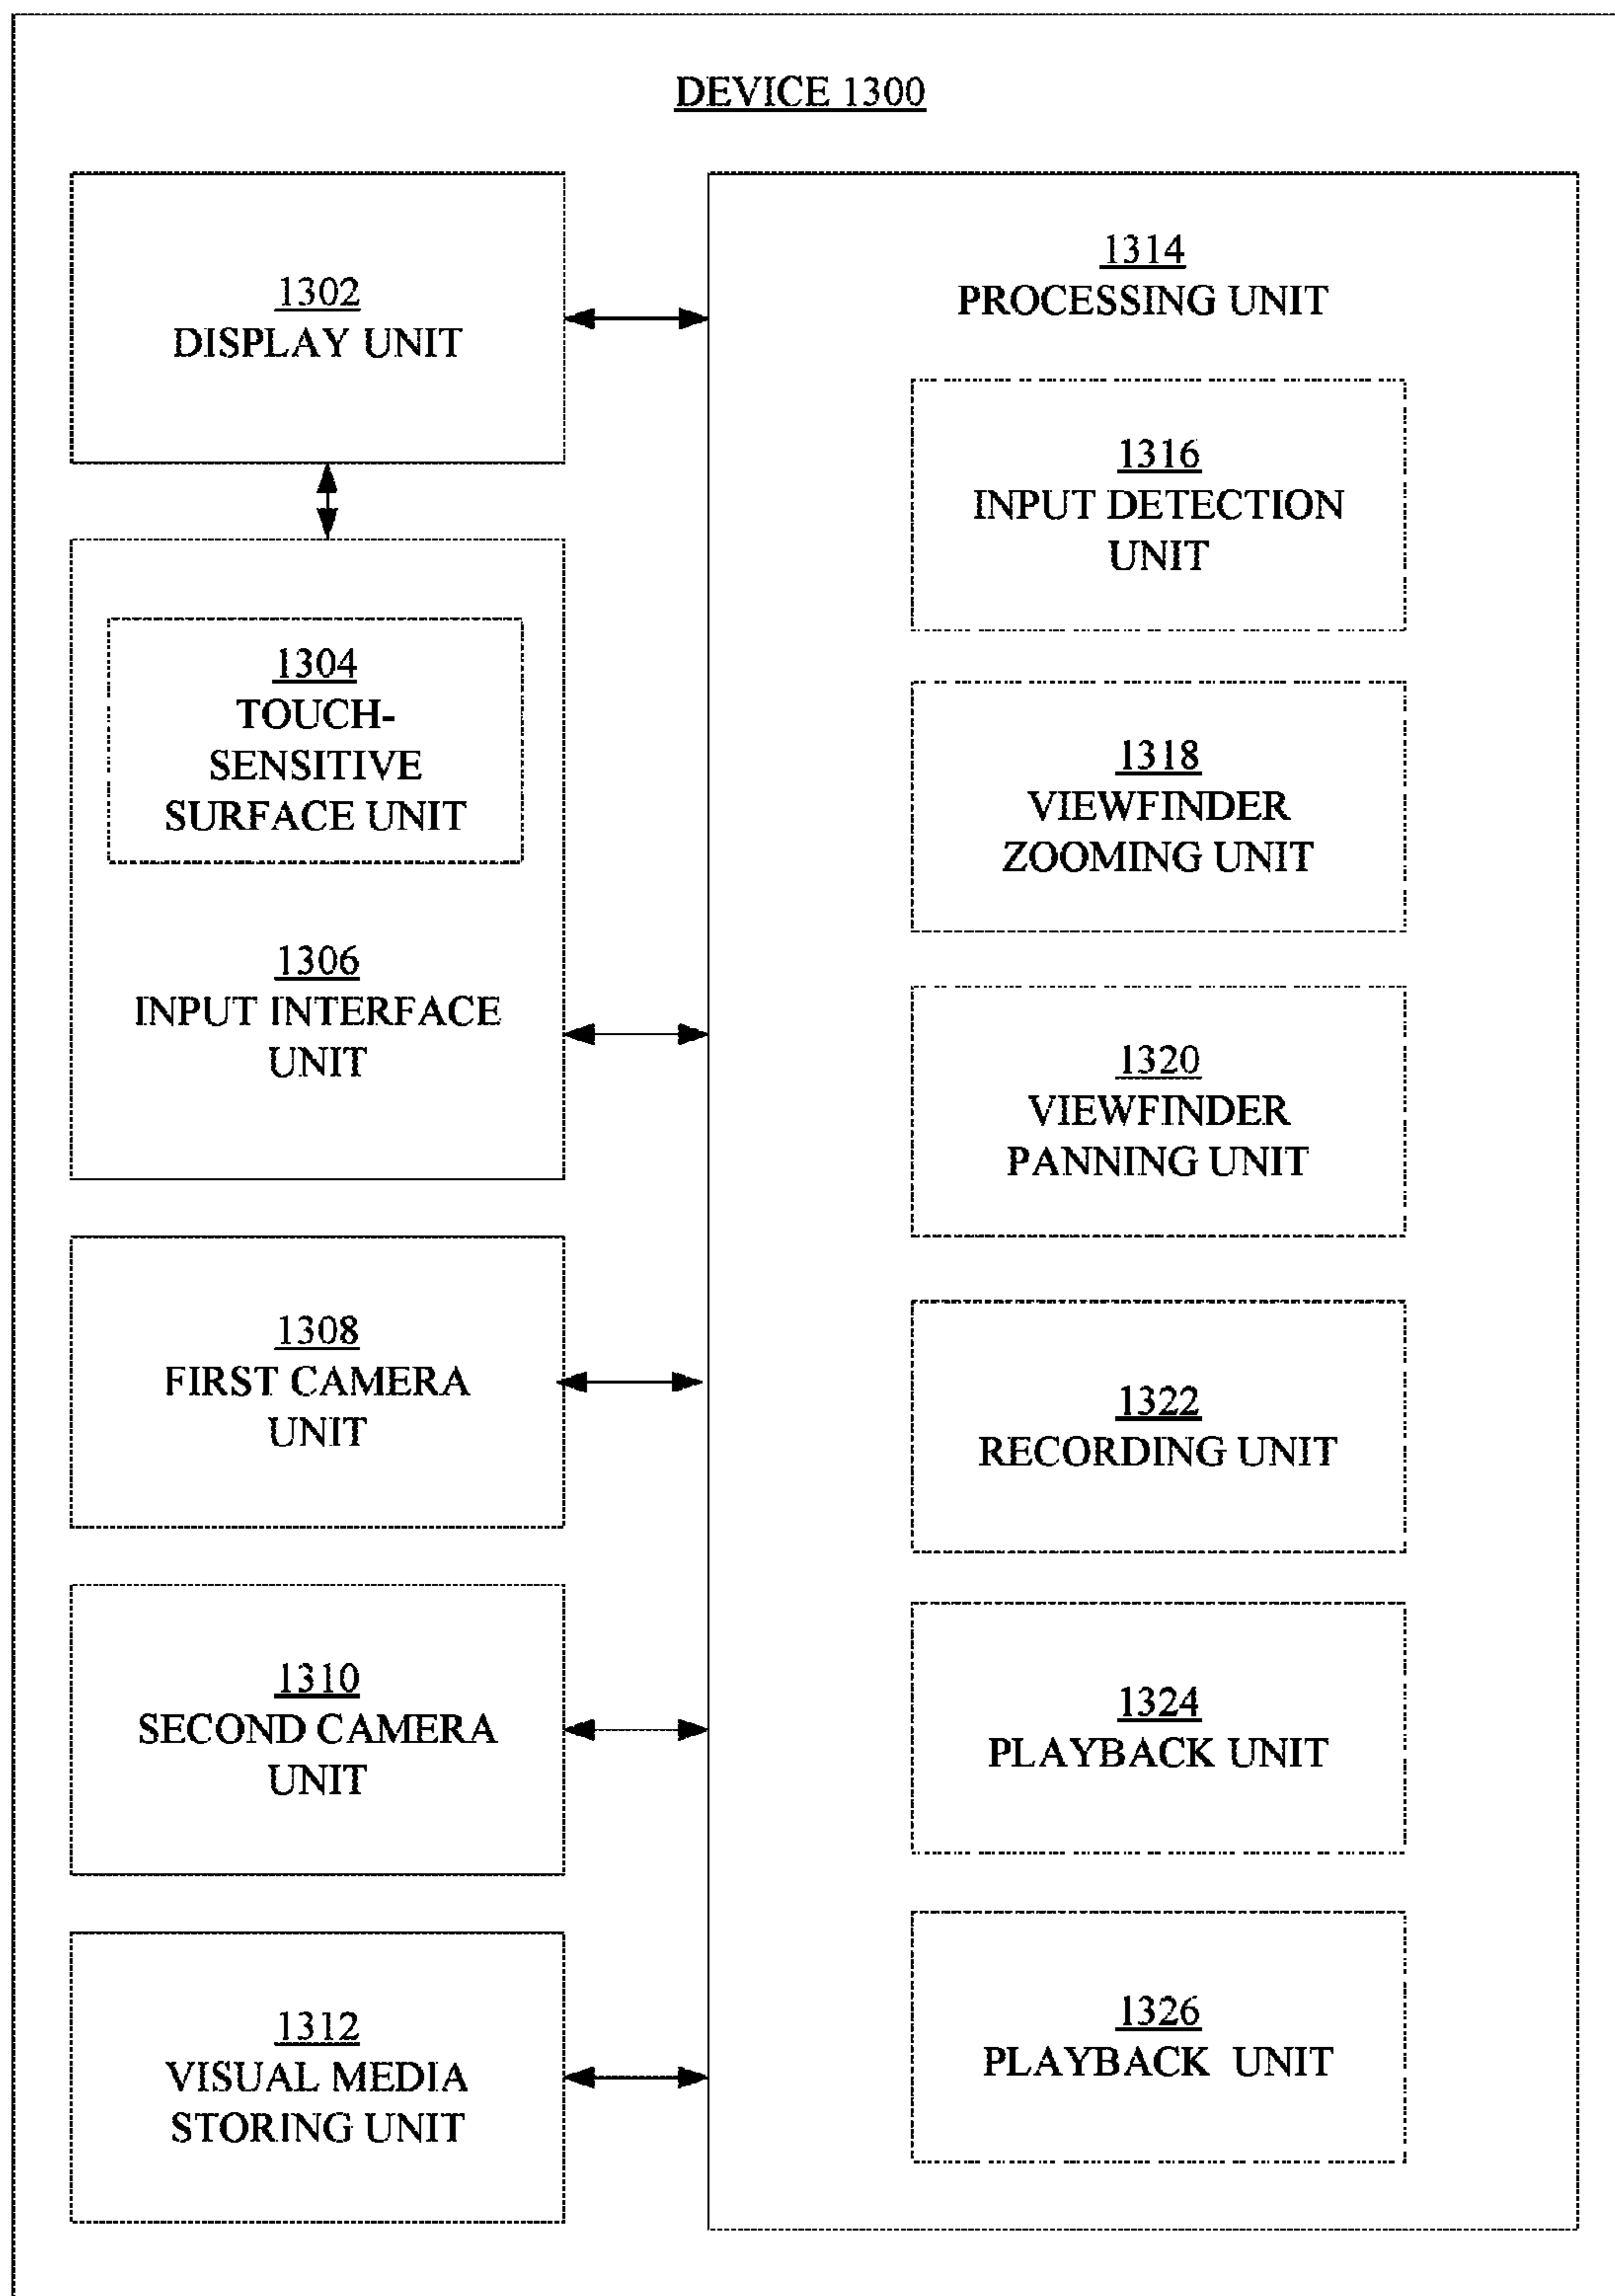 DEVICE 1300
1302
DISPLAY UNIT
1304
TOUCH-
SENSITIVE
SURFACE UNIT
1306
INPUT INTERFACE
UNIT
1308
FIRST CAMERA
UNIT
1310
SECOND CAMERA
UNIT
1312
VISUAL MEDIA
STORING UNIT
1314
PROCESSING UNIT
1316
INPUT DETECTION
UNIT
1318
VIEWFINDER
ZOOMING UNIT
1320
VIEWFINDER
PANNING UNIT
1322
RECORDING UNIT
1324
PLAYBACK UNIT
1326
PLAYBACK UNIT